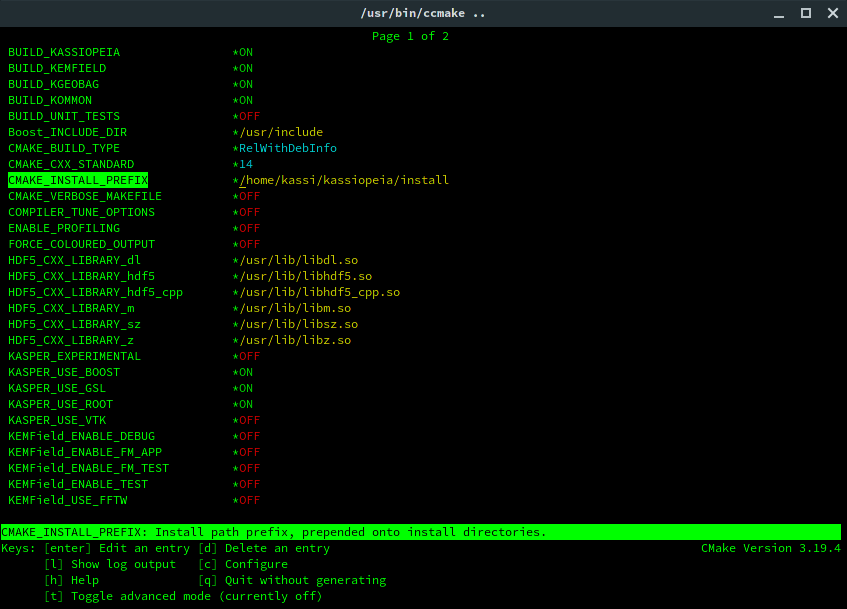 /usr/bin/ccmake ..
Page 1 of 2
BUILD_KASSIOPEIA *ON
BUILD_KEMFIELD *ON
BUILD_KGEOBAG *ON
BUILD_KOMMON *ON
BUILD_UNIT_TESTS *OFF
Boost_INCLUDE_DIR */usr/include
CMAKE_BUILD_TYPE *RelWithDebInfo
CMAKE_CXX_STANDARD *14
CMAKE_INSTALL_PREFIX */home/kassi/kassiopeia/install
CMAKE_VERBOSE_MAKEFILE *OFF
COMPILER_TUNE_OPTIONS *OFF
ENABLE_PROFILING *OFF
FORCE_COLOURED_OUTPUT *OFF
HDF5_CXX_LIBRARY_dl */usr/lib/libdl.so
HDF5_CXX_LIBRARY_hdf5 */usr/lib/libhdf5.so
HDF5_CXX_LIBRARY_hdf5_cpp */usr/lib/libhdf5_cpp.so
HDF5_CXX_LIBRARY_m */usr/lib/libm.so
HDF5_CXX_LIBRARY_sz */usr/lib/libsz.so
HDF5_CXX_LIBRARY_z */usr/lib/libz.so
KASPER_EXPERIMENTAL *OFF
KASPER_USE_BOOST *ON
KASPER_USE_GSL *ON
KASPER_USE_ROOT *ON
KASPER_USE_VTK *OFF
KEMField_ENABLE_DEBUG *OFF
KEMField_ENABLE_FM_APP *OFF
KEMField_ENABLE_FM_TEST *OFF
KEMField_ENABLE_TEST *OFF
KEMField_USE_FFTW *OFF
CMAKE_INSTALL_PREFIX: Install path prefix, prepended onto install directories.
Keys: [enter] Edit an entry [d] Delete an entry CMake Version 3.19.4
[l] Show log output [c] Configure
[h] Help [q] Quit without generating
[t] Toggle advanced mode (currently off)